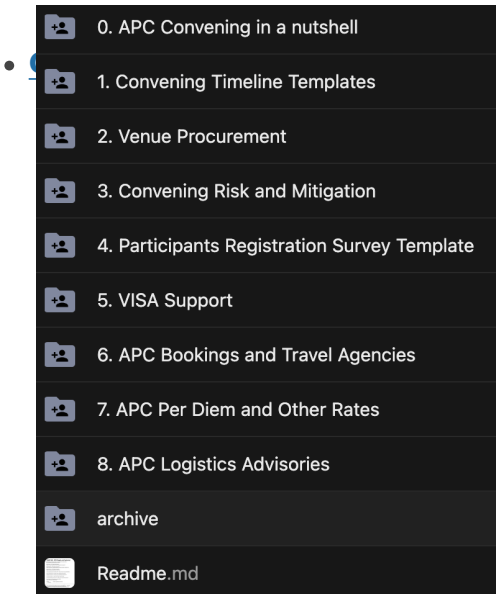 0. APC Convening in a nutshell
1. Convening Timeline Templates
2. Venue Procurement
3. Convening Risk and Mitigation
4. Participants Registration Survey Template
5. VISA Support
6. APC Bookings and Travel Agencies
7. APC Per Diem and Other Rates
8. APC Logistics Advisories
archive
Readme.md